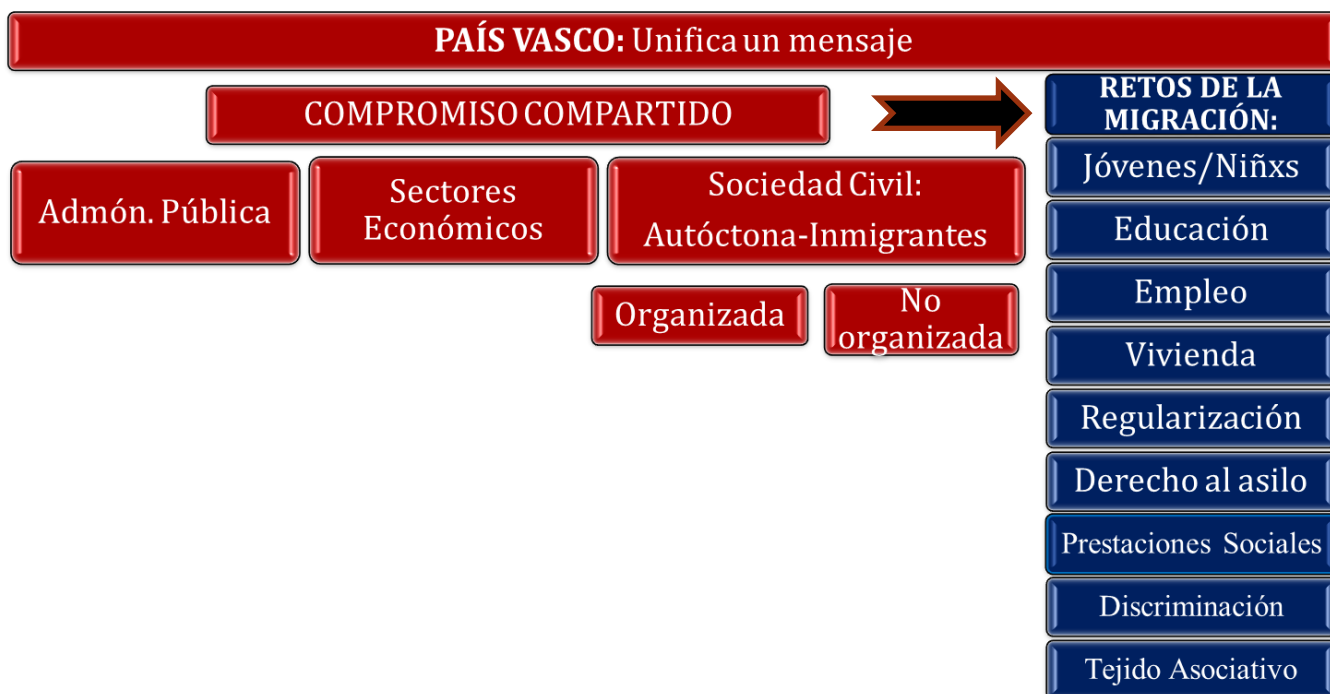 PAÍS VASCO: Unifica un mensaje
COMPROMISO COMPARTIDO
Admón. Pública
Sectores
Económicos
Sociedad Civil:
Autóctona-Inmigrantes
Organizada
No
organizada
RETOS DE LA
MIGRACIÓN:
Jóvenes/Niñxs
Educación
Empleo
Vivienda
Regularización
Derecho al asilo
Prestaciones Sociales
Discriminación
Tejido Asociativo